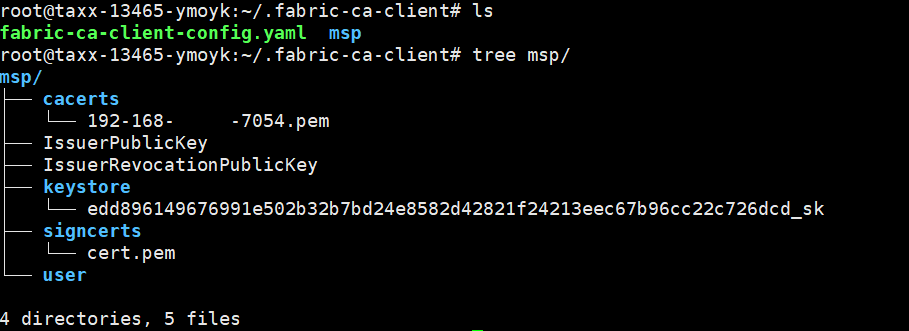 root@taxx-13465-ymoyk:~/.fabric-ca-client# ls
fabric-ca-client-config.yaml  msp
root@taxx-13465-ymoyk:~/.fabric-ca-client# tree msp/
msp/
├── cacerts
│   └── 192-168-     -7054.pem
├── IssuerPublicKey
├── IssuerRevocationPublicKey
├── keystore
│   └── edd896149676991e502b32b7bd24e8582d42821f24213eec67b96cc22c726dcd_sk
├── signcerts
│   └── cert.pem
└── user
4 directories, 5 files